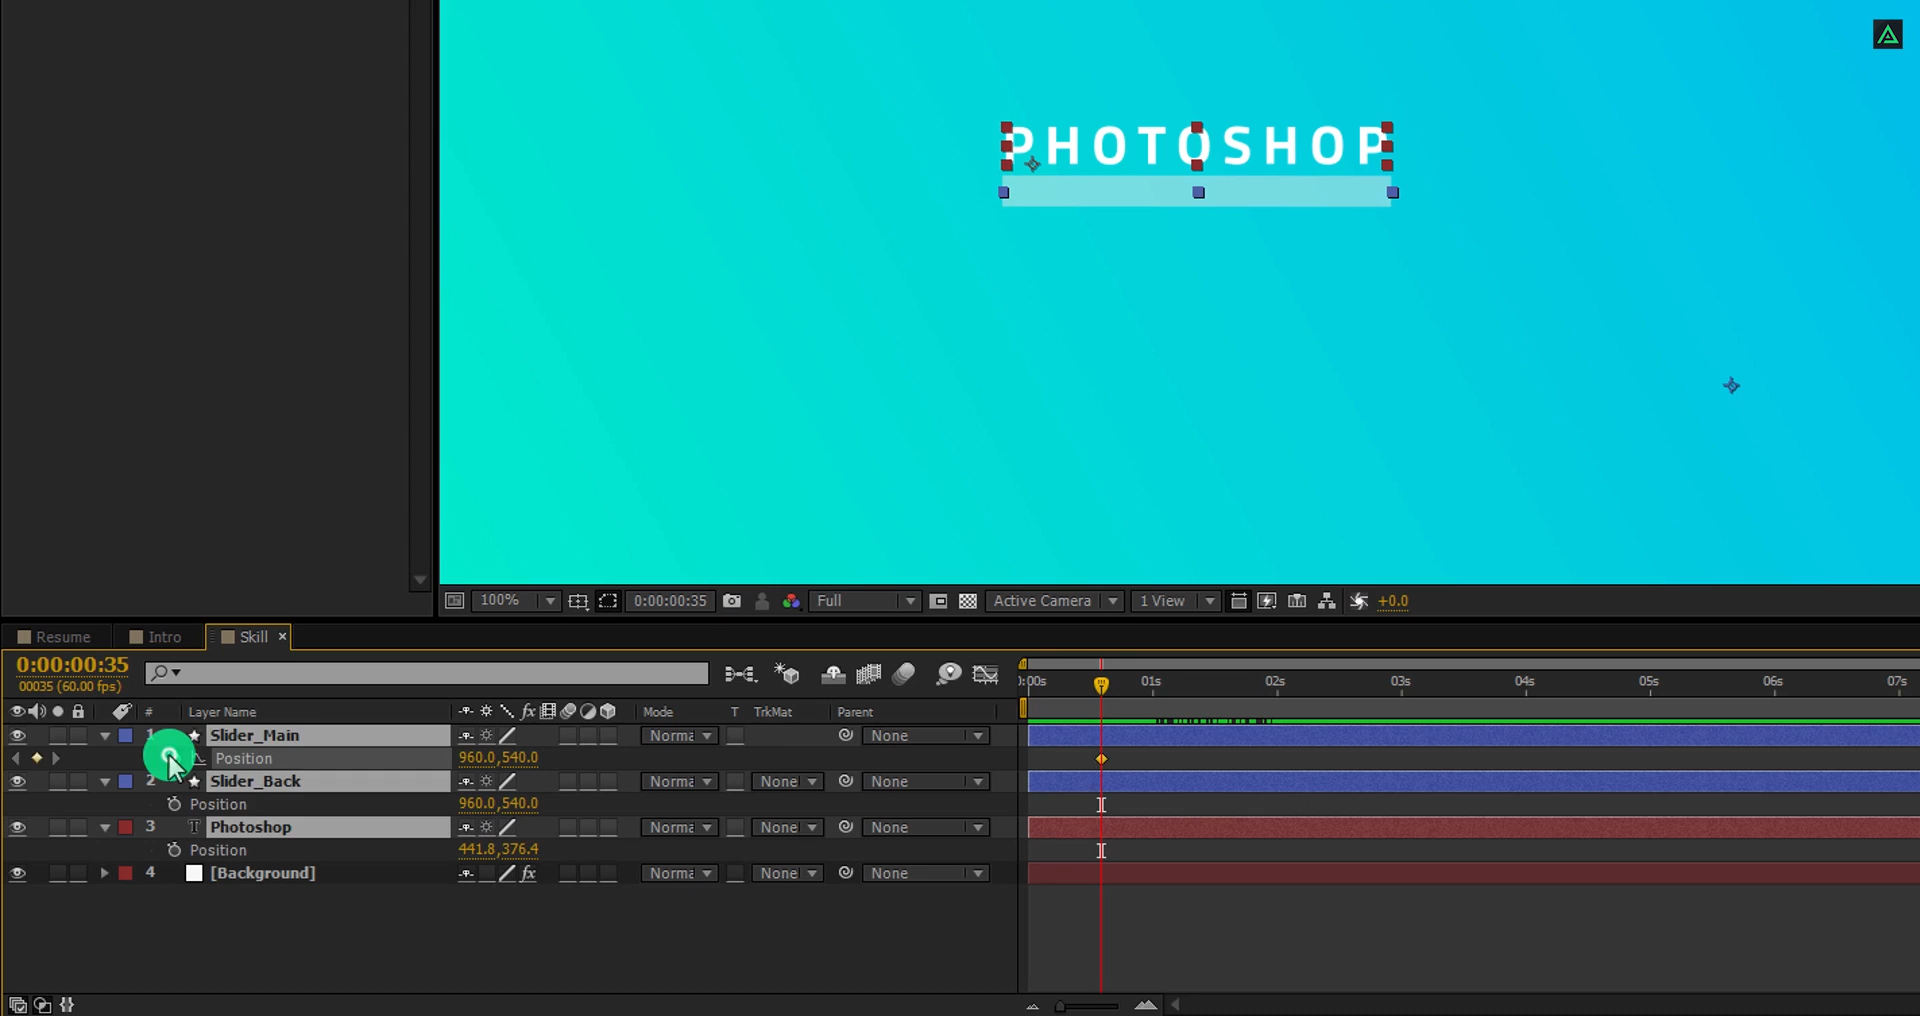 PHOTOSHOP
100%
0:00:00:35
Full
Active Camera
1 View
+0.0
Resume
Intro
Skill ×
0:00:00:35
00035 (60.00 fps)
:00s 01s 02s 03s 04s 05s 06s 07s
# Layer Name fx Mode T TrkMat Parent
1 Slider_Main Norma None
Position 960.0,540.0
2 Slider_Back Norma None None
Position 960.0,540.0
3 T Photoshop Norma None None
Position 441.8,376.4
4 [Background] fx Norma None None